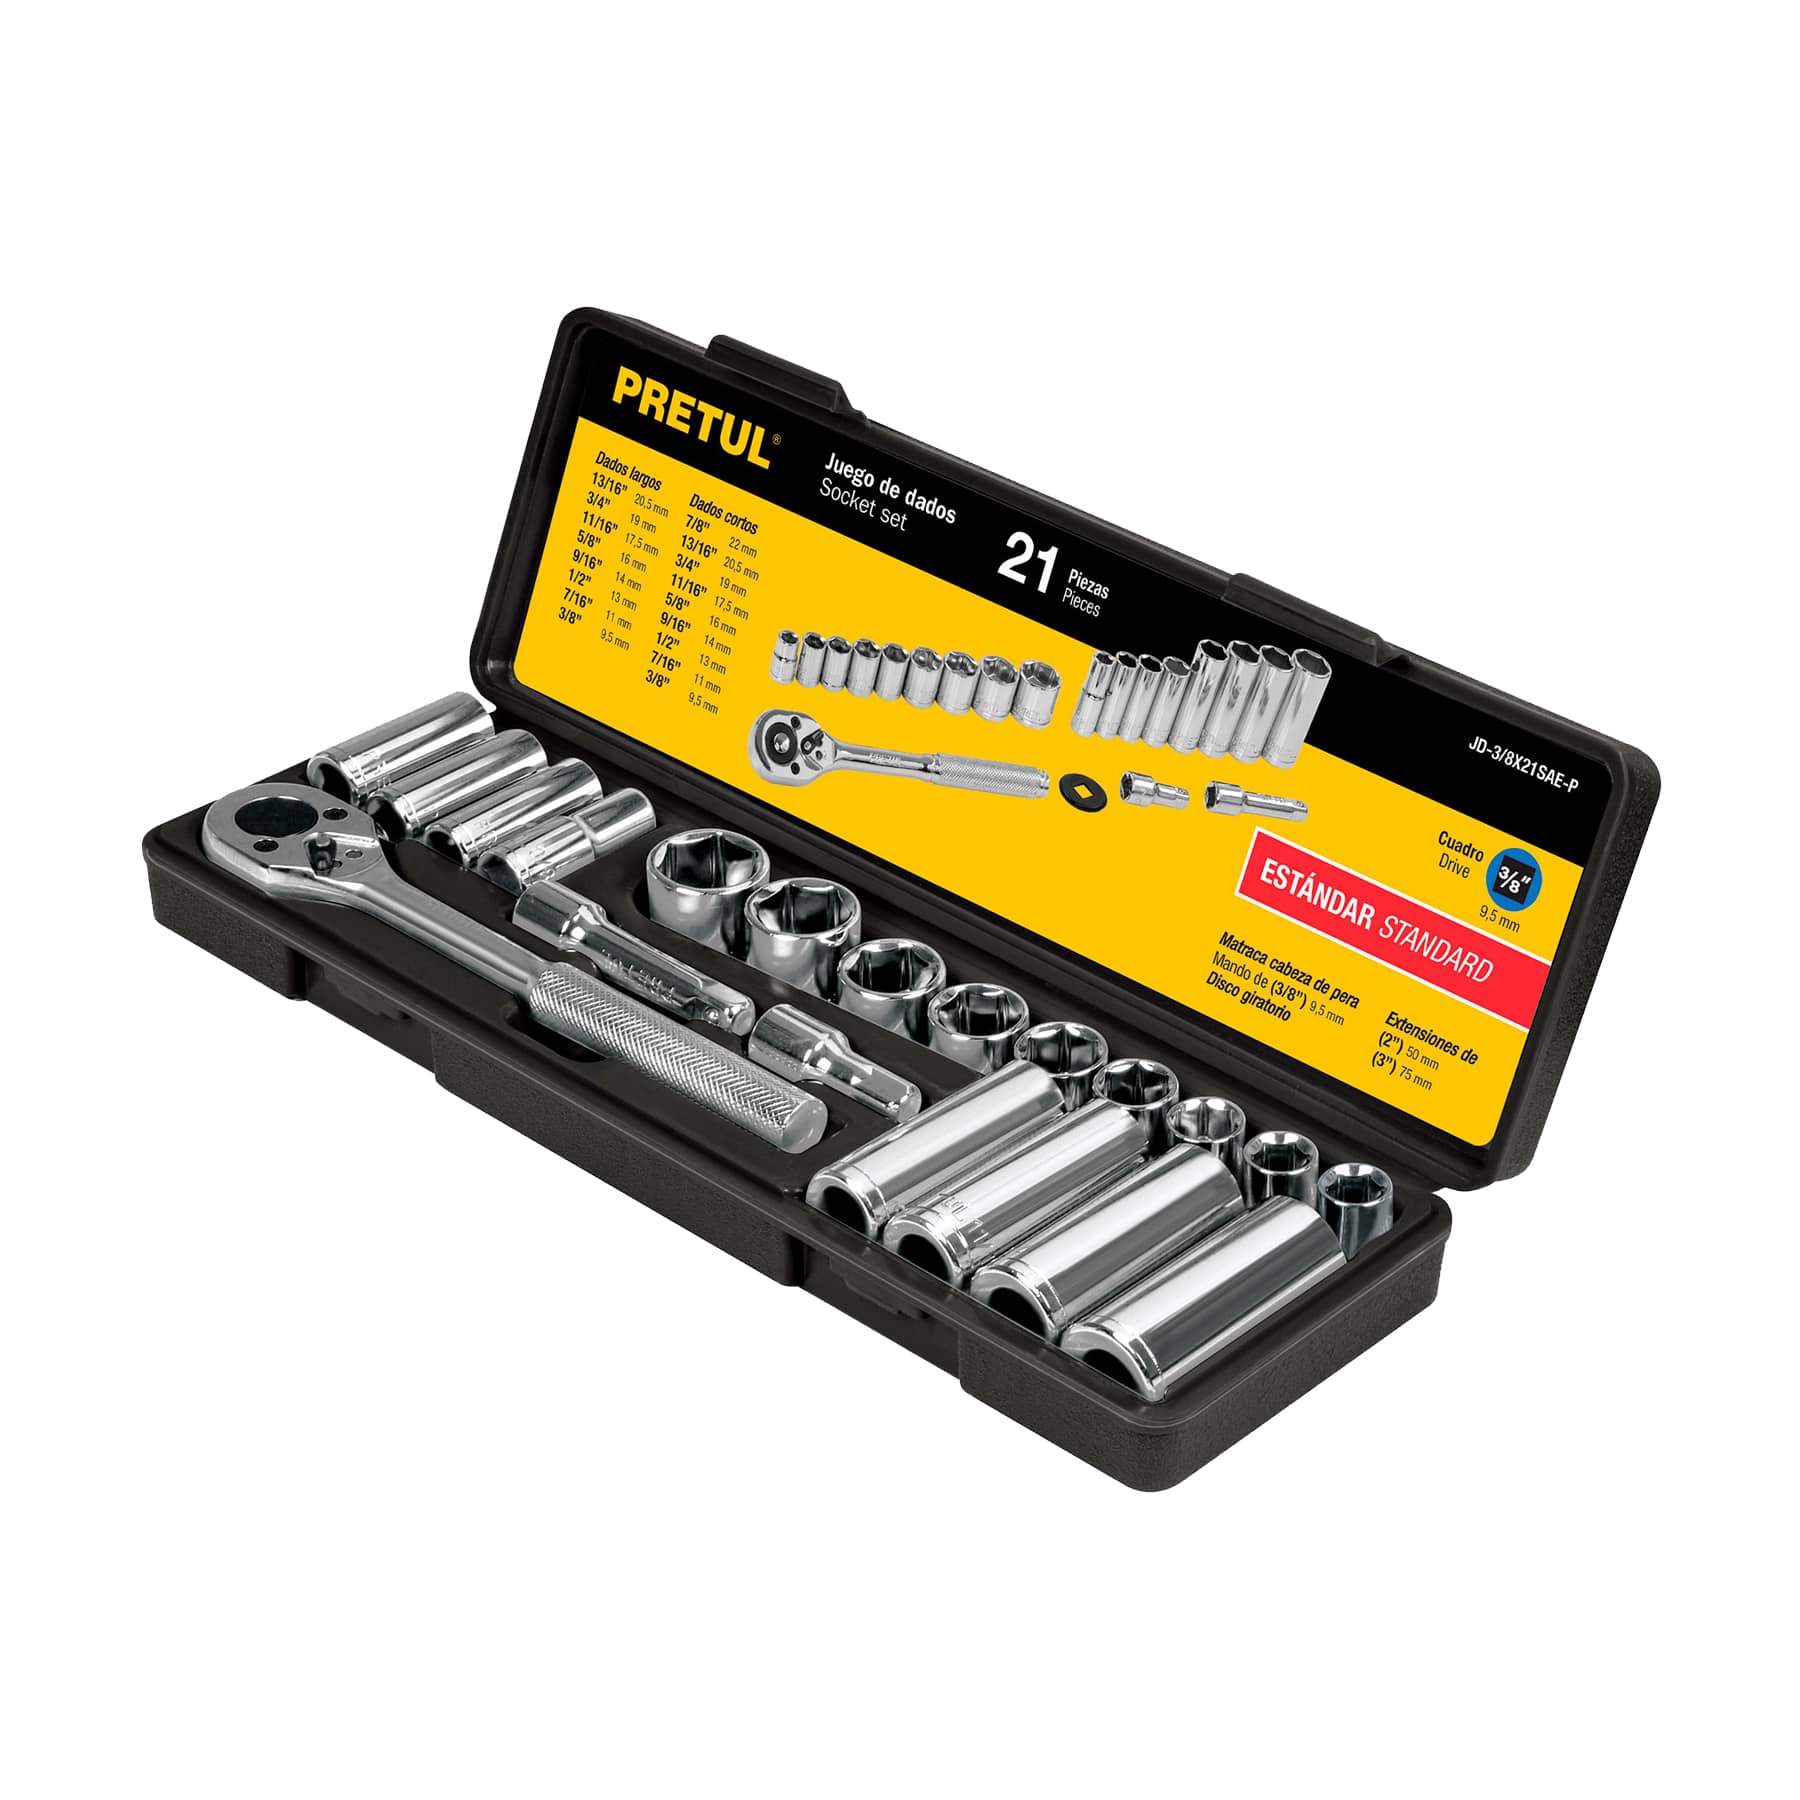 PRETUL®
Juego de dados
Socket set
21 Piezas
Pieces
Dados largos
13/16" 20,5 mm
3/4" 19 mm
11/16" 17,5 mm
5/8" 16 mm
9/16" 14 mm
1/2" 13 mm
7/16" 11 mm
3/8" 9,5 mm
Dados cortos
7/8" 22 mm
13/16" 20,5 mm
3/4" 19 mm
11/16" 17,5 mm
5/8" 16 mm
9/16" 14 mm
1/2" 13 mm
7/16" 11 mm
3/8" 9,5 mm
JD-3/8X21SAE-P
Cuadro
Drive
3/8"
9,5 mm
ESTÁNDAR STANDARD
Matraca cabeza de pera
Mando de (3/8") 9,5 mm
Disco giratorio
Extensiones de
(2") 50 mm
(3") 75 mm